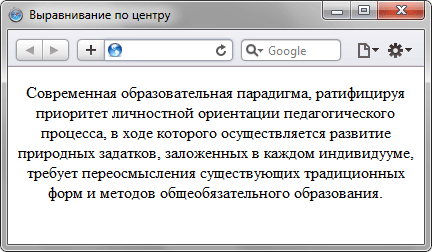 Выравнивание по центру
Google
Современная образовательная парадигма, ратифицируя
приоритет личностной ориентации педагогического
процесса, в ходе которого осуществляется развитие
природных задатков, заложенных в каждом индивидууме,
требует переосмысления существующих традиционных
форм и методов общеобязательного образования.